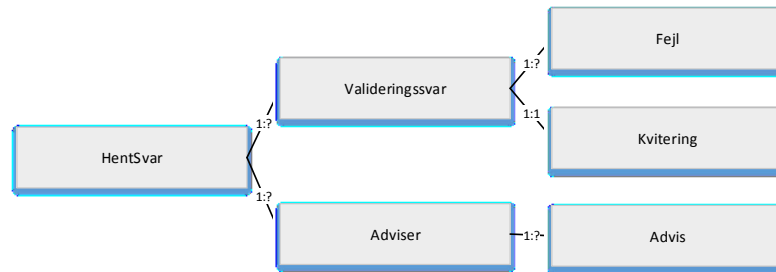 Fejl
1:?
Valideringssvar
1:1
Kvitering
1:?
HentSvar
1:?
Adviser
1:?
Advis